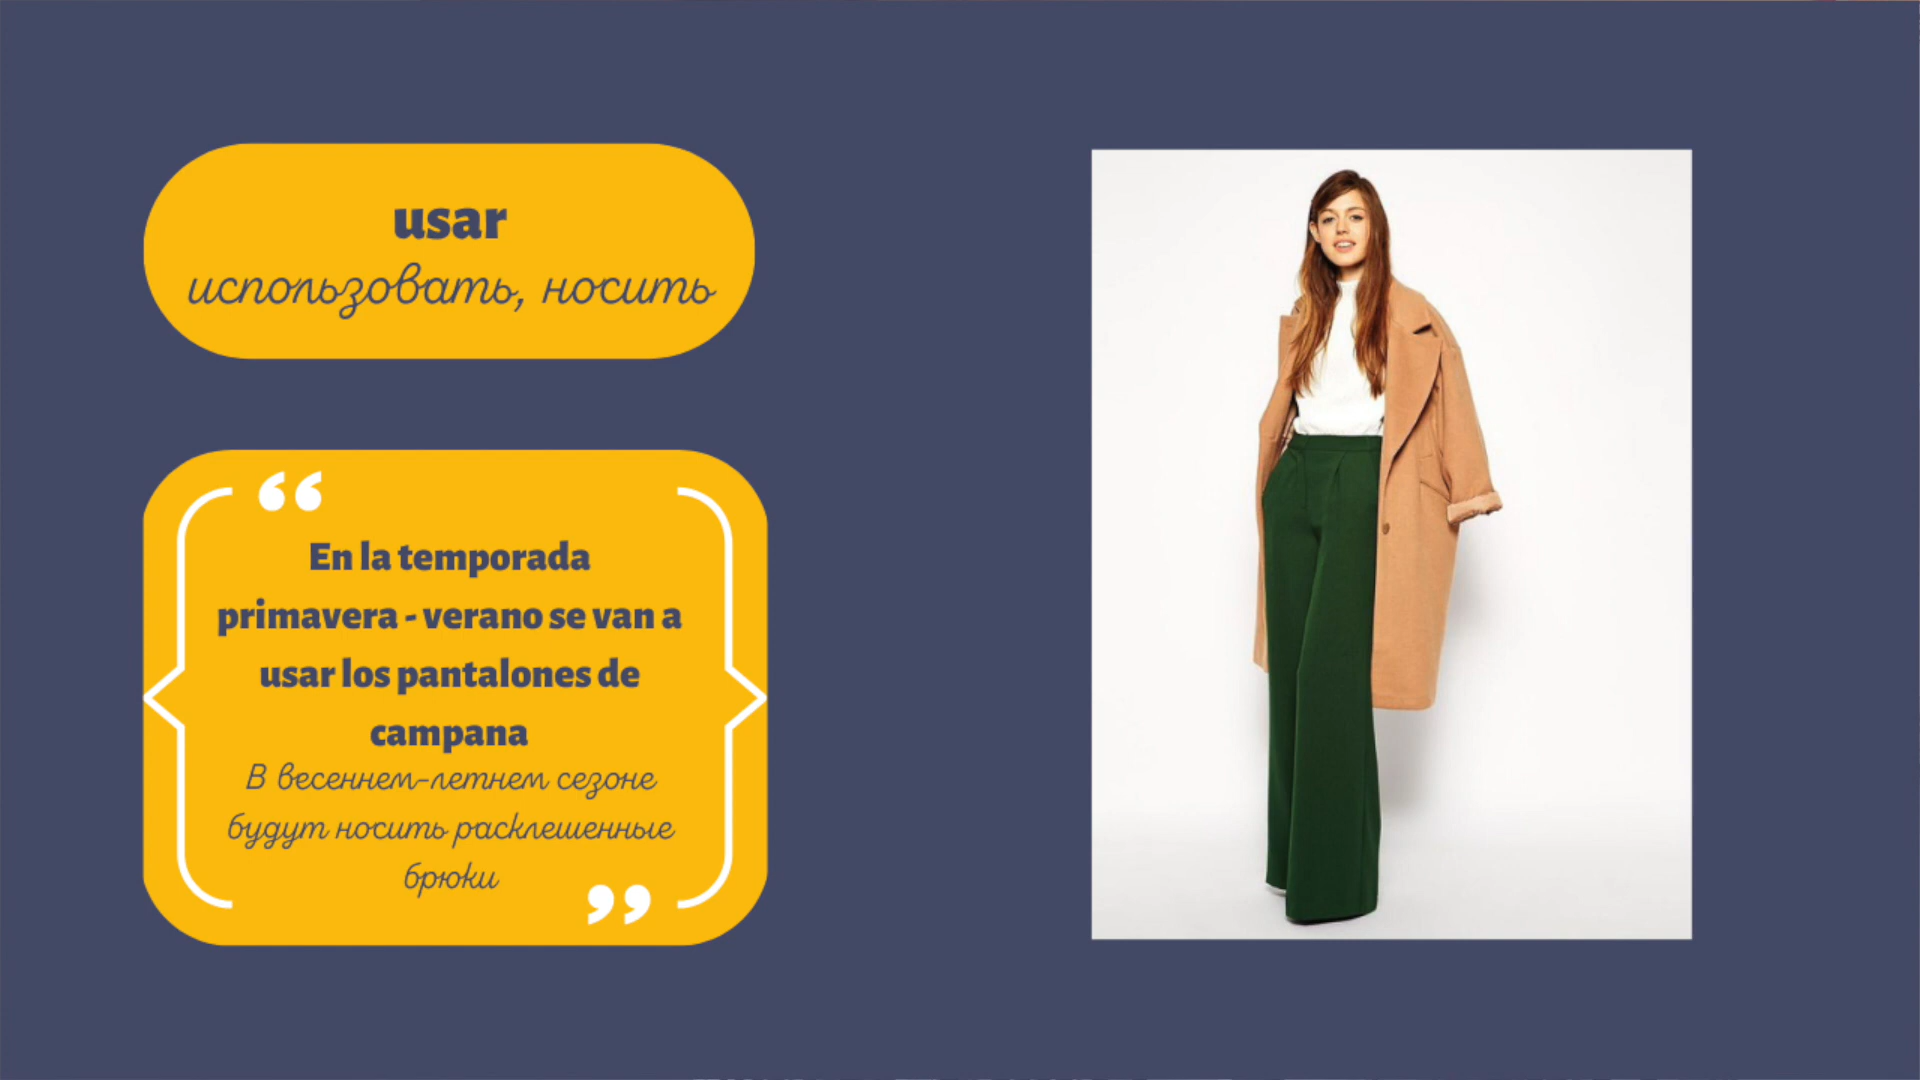 usar
использовать, носить
“
En la temporada
primavera - verano se van a
usar los pantalones de
campana
В весеннем-летнем сезоне
будут носить расклешенные
брюки
”